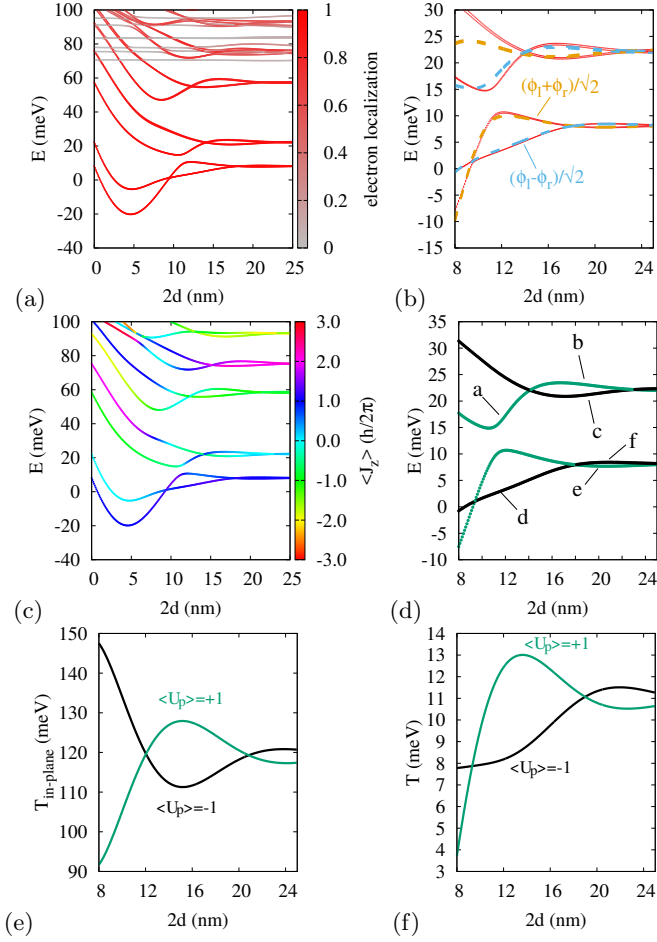 100
80
60
40
20
0
-20
-40
E (meV)
0 5 10 15 20 25
2d (nm)
1
0.8
0.6
0.4
0.2
0
electron localization
(a)
30
25
20
15
10
5
0
-5
-10
-15
E (meV)
8 12 16 20 24
2d (nm)
(ϕl+ϕr)/√2
(ϕl-ϕr)/√2
(b)
100
80
60
40
20
0
-20
-40
E (meV)
0 5 10 15 20 25
2d (nm)
3.0
2.0
1.0
0.0
-1.0
-2.0
-3.0
<Jz> (h/2π)
(c)
35
30
25
20
15
10
5
0
-5
-10
E (meV)
8 12 16 20 24
2d (nm)
a
b
c
f
e
d
(d)
150
140
130
120
110
100
90
Tin-plane (meV)
8 12 16 20 24
2d (nm)
<Up>=+1
<Up>=-1
(e)
14
13
12
11
10
9
8
7
6
5
4
3
T (meV)
8 12 16 20 24
2d (nm)
<Up>=+1
<Up>=-1
(f)